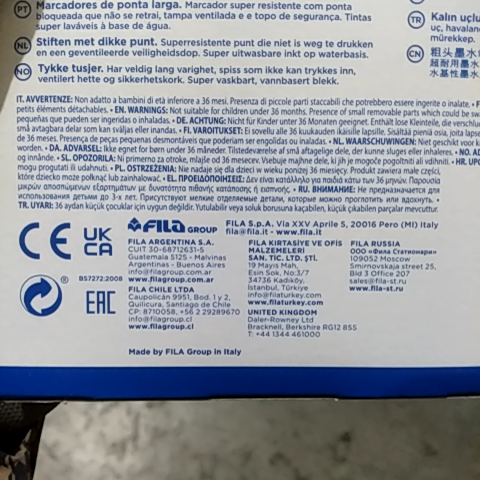 PT Marcadores de ponta larga. Marcador super resistente com ponta
bloqueada que não se retrai, tampa ventilada e e topo de segurança. Tintas
super laváveis à base de água.
NL Stiften met dikke punt. Superresistente punt die niet is weg te drukken
en een geventileerde veiligheidsdop. Super uitwasbare inkt op waterbasis.
NO Tykke tusjer. Har veldig lang varighet, spiss som ikke kan trykkes inn,
ventilert hette og sikkerhetskork. Super vaskbart, vannbasert blekk.
TR Kalın uçlu
uç, havalan
mürekkep.
CN 粗头墨水
超耐用墨水
水基性墨水
IT. AVVERTENZE: Non adatto a bambini di età inferiore a 36 mesi. Presenza di piccole parti staccabili che potrebbero essere ingerite o inalate. • F
petits éléments détachables. • EN. WARNINGS: Not suitable for children under 36 months. Presence of small removable parts which could be sw
pequeñas que pueden ser ingeridas o inhaladas. • DE. ACHTUNG: Nicht für Kinder unter 36 Monaten geeignet. Enthält lose Kleinteile, die verschlu
små avtagbara delar som kan sväljas eller inandas. • FI. VAROITUKSET: Ei sovellu alle 36 kuukauden ikäisille lapsille. Sisältää pieniä osia, joita lapse
de 36 meses. Presença de peças pequenas desmontáveis que poderiam ser engolidas ou inaladas. • NL. WAARSCHUWINGEN: Niet geschikt voor k
worden. • DA. ADVARSEL: Ikke egnet for børn under 36 måneder. Tilstedeværelse af små aftagelige dele, der kunne sluges eller inhaleres. • NO. AD
og innånde. • SL. OPOZORILA: Ni primerno za otroke, mlajše od 36 mesecev. Vsebuje majhne dele, ki jih je mogoče pogoltniti ali vdihniti. • HR. UPO
mogu progutati ili udahnuti. • PL. OSTRZEŻENIA: Nie nadaje się dla dzieci w wieku poniżej 36 miesięcy. Produkt zawiera małe części,
które dziecko może połknąć lub zainhalować. • EL. ΠΡΟΕΙΔΟΠΟΙΗΣΕΙΣ: Δεν είναι κατάλληλο για παιδιά κάτω των 36 μηνών. Παρουσία
μικρών αποσπώμενων εξαρτημάτων με δυνατότητα πιθανής κατάποσης ή εισπνοής. • RU. ВНИМАНИЕ: Не предназначается для
использования детьми до 3-х лет. Присутствуют мелкие отделяемые детали, которые можно проглотить или вдохнуть. •
TR. UYARI: 36 aydan küçük çocuklar için uygun değildir. Yutulabilir veya soluk borusuna kaçabilen, küçük çıkabilen parçalar mevcuttur.
CE
UK
CA
BS7272:2008
EAC
FILA GROUP
FILA S.p.A. Via XXV Aprile 5, 20016 Pero (MI) Italy
fila@fila.it - www.fila.it
FILA ARGENTINA S.A.
CUIT 30-68712631-5
Guatemala 5125 - Malvinas
Argentinas - Buenos Aires
info@filagroup.com.ar
www.filagroup.com.ar
FILA CHILE LTDA
Caupolicán 9951, Bod. 1 y 2,
Quilicura, Santiago de Chile
CP: 8710058, +56 2 29289670
info@filagroup.cl
www.filagroup.cl
FILA KIRTASİYE VE OFİS
MALZEMELERİ
SAN. TİC. LTD. ŞTİ.
19 Mayıs Mah,
Esin Sok, No:3/7
34736 Kadıköy,
İstanbul, Türkiye
info@filaturkey.com
www.filaturkey.com
UNITED KINGDOM
Daler-Rowney Ltd
Bracknell, Berkshire RG12 8SS
T: +44 1344 461000
FILA RUSSIA
ООО «Фила Стационари»
109052 Moscow
Smirnovskaja street 25,
Bld 3 Office 207
sales@fila-st.ru
www.fila-st.ru
Made by FILA Group in Italy